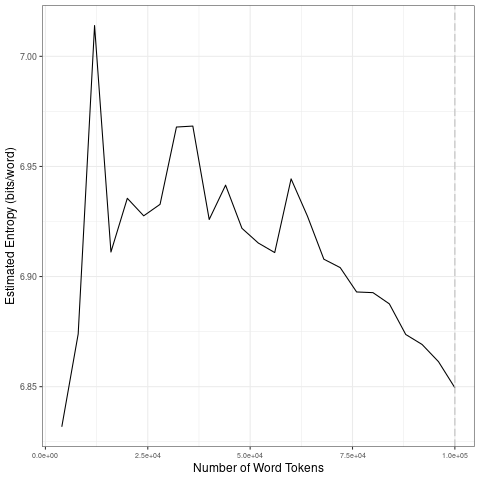 Estimated Entropy (bits/word)
7.00
6.95
6.90
6.85
0.0e+00 2.5e+04 5.0e+04 7.5e+04 1.0e+05
Number of Word Tokens